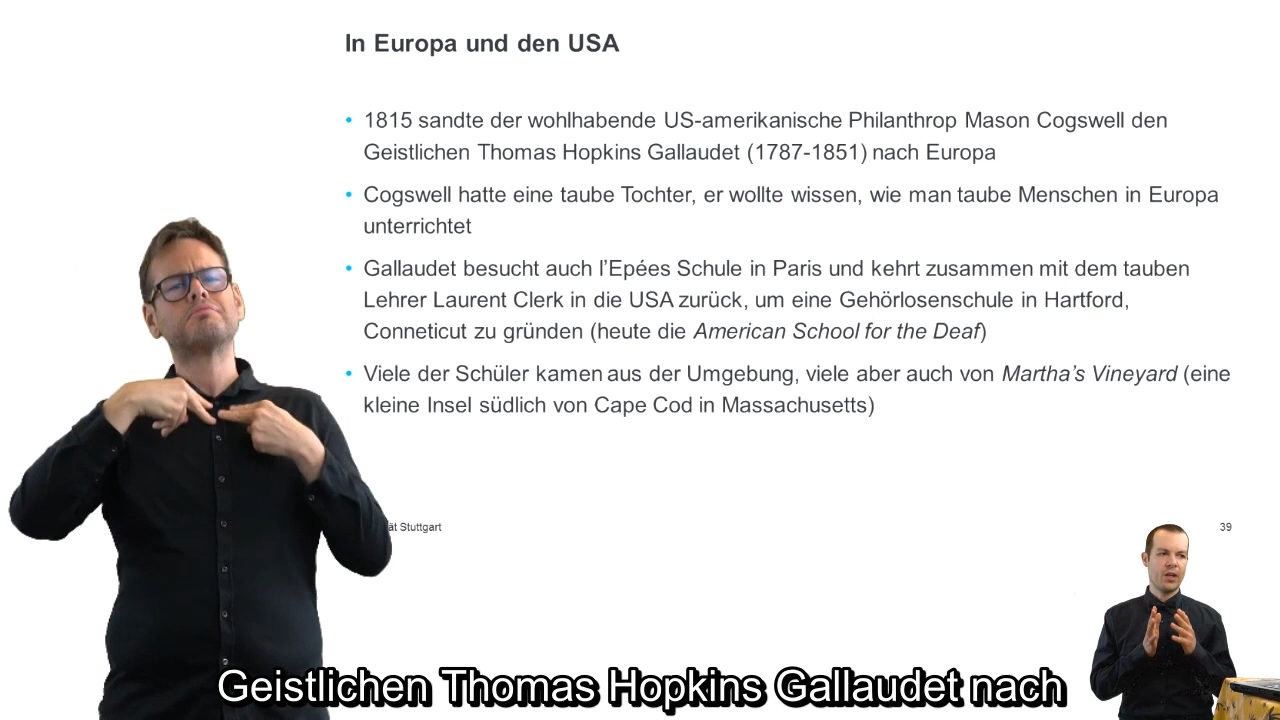 In Europa und den USA
• 1815 sandte der wohlhabende US-amerikanische Philanthrop Mason Cogswell den
Geistlichen Thomas Hopkins Gallaudet (1787-1851) nach Europa
• Cogswell hatte eine taube Tochter, er wollte wissen, wie man taube Menschen in Europa
unterrichtet
• Gallaudet besucht auch l’Epées Schule in Paris und kehrt zusammen mit dem tauben
Lehrer Laurent Clerk in die USA zurück, um eine Gehörlosenschule in Hartford,
Conneticut zu gründen (heute die American School for the Deaf)
• Viele der Schüler kamen aus der Umgebung, viele aber auch von Martha’s Vineyard (eine
kleine Insel südlich von Cape Cod in Massachusetts)
Stuttgart
39
Geistlichen Thomas Hopkins Gallaudet nach